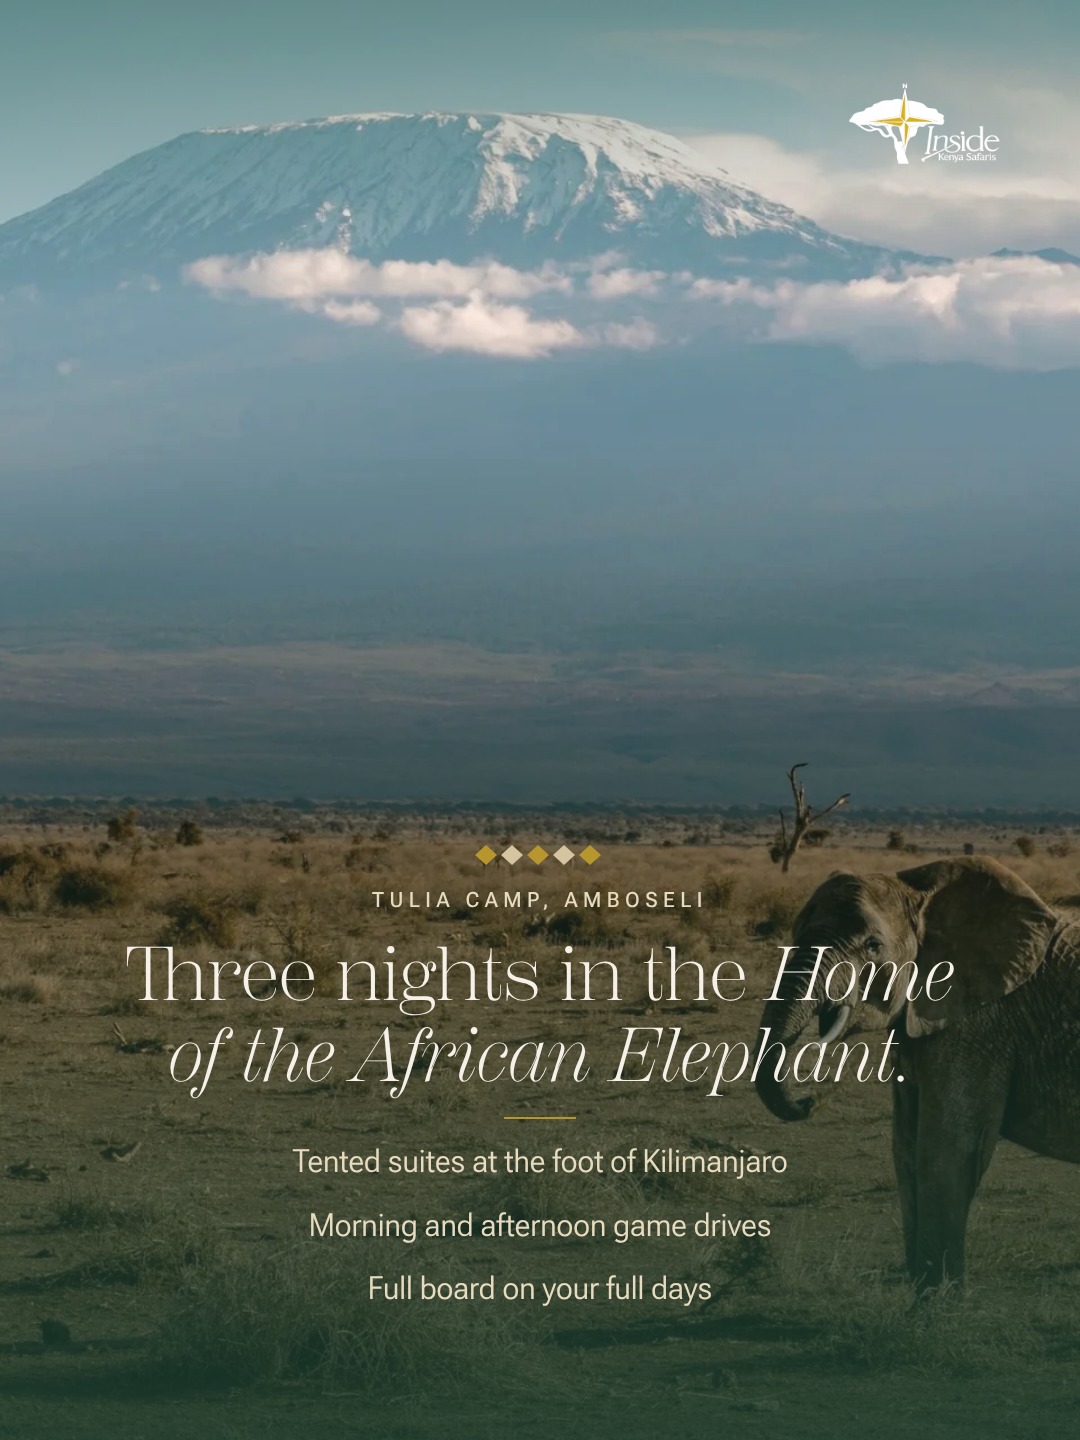 N
Inside
Kenya Safaris
TULIA CAMP, AMBOSELI
Three nights in the Home
of the African Elephant.
Tented suites at the foot of Kilimanjaro
Morning and afternoon game drives
Full board on your full days